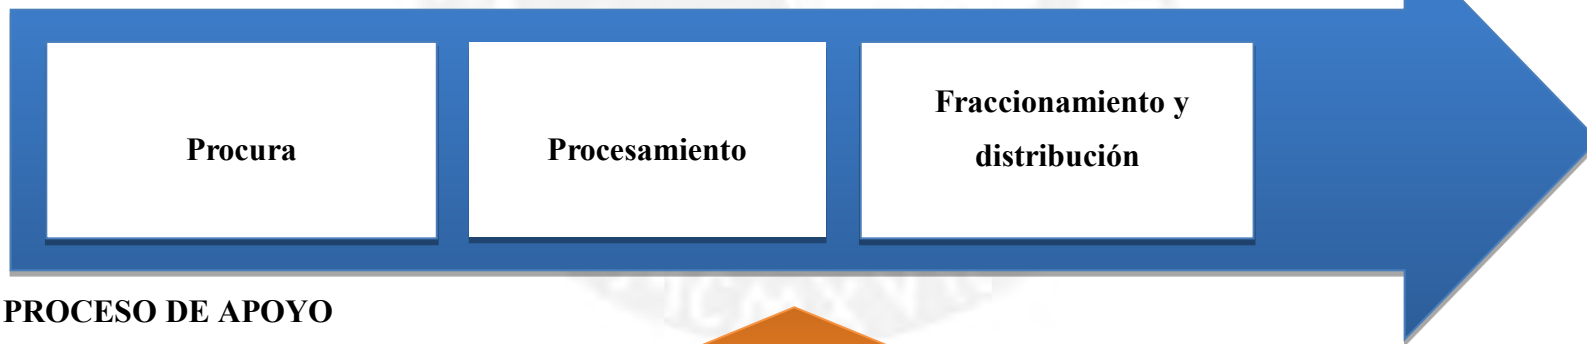 Procura
Procesamiento
Fraccionamiento y
distribución
PROCESO DE APOYO